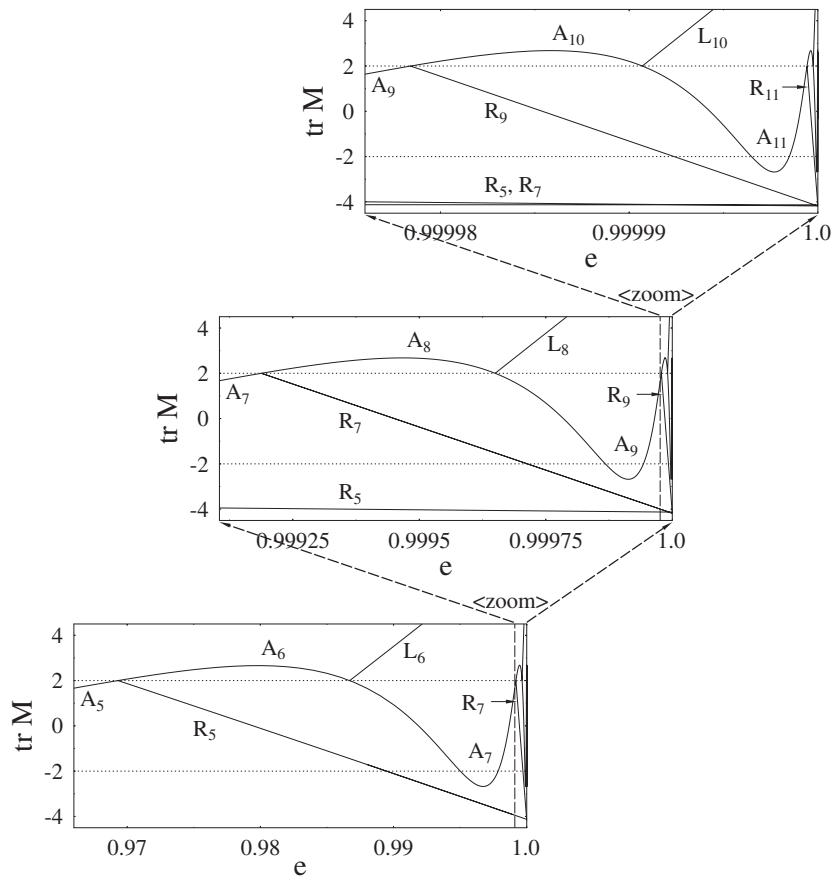 4
2
0
-2
-4
tr M
A9
A10
L10
R9
R11
A11
R5, R7
0.99998
0.99999
1.0
e
<zoom>
4
2
0
-2
-4
tr M
A7
A8
L8
R7
R9
A9
R5
0.99925
0.9995
0.99975
1.0
e
<zoom>
4
2
0
-2
-4
tr M
A5
A6
L6
R5
R7
A7
0.97
0.98
0.99
1.0
e